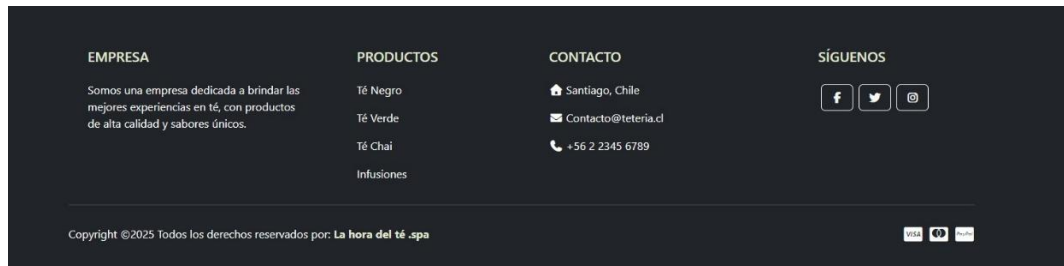 EMPRESA
Somos una empresa dedicada a brindar las
mejores experiencias en té, con productos
de alta calidad y sabores únicos.
PRODUCTOS
Té Negro
Té Verde
Té Chai
Infusiones
CONTACTO
Santiago, Chile
Contacto@teteria.cl
+56 2 2345 6789
SÍGUENOS
Copyright ©2025 Todos los derechos reservados por: La hora del té .spa
VISA
PayPal